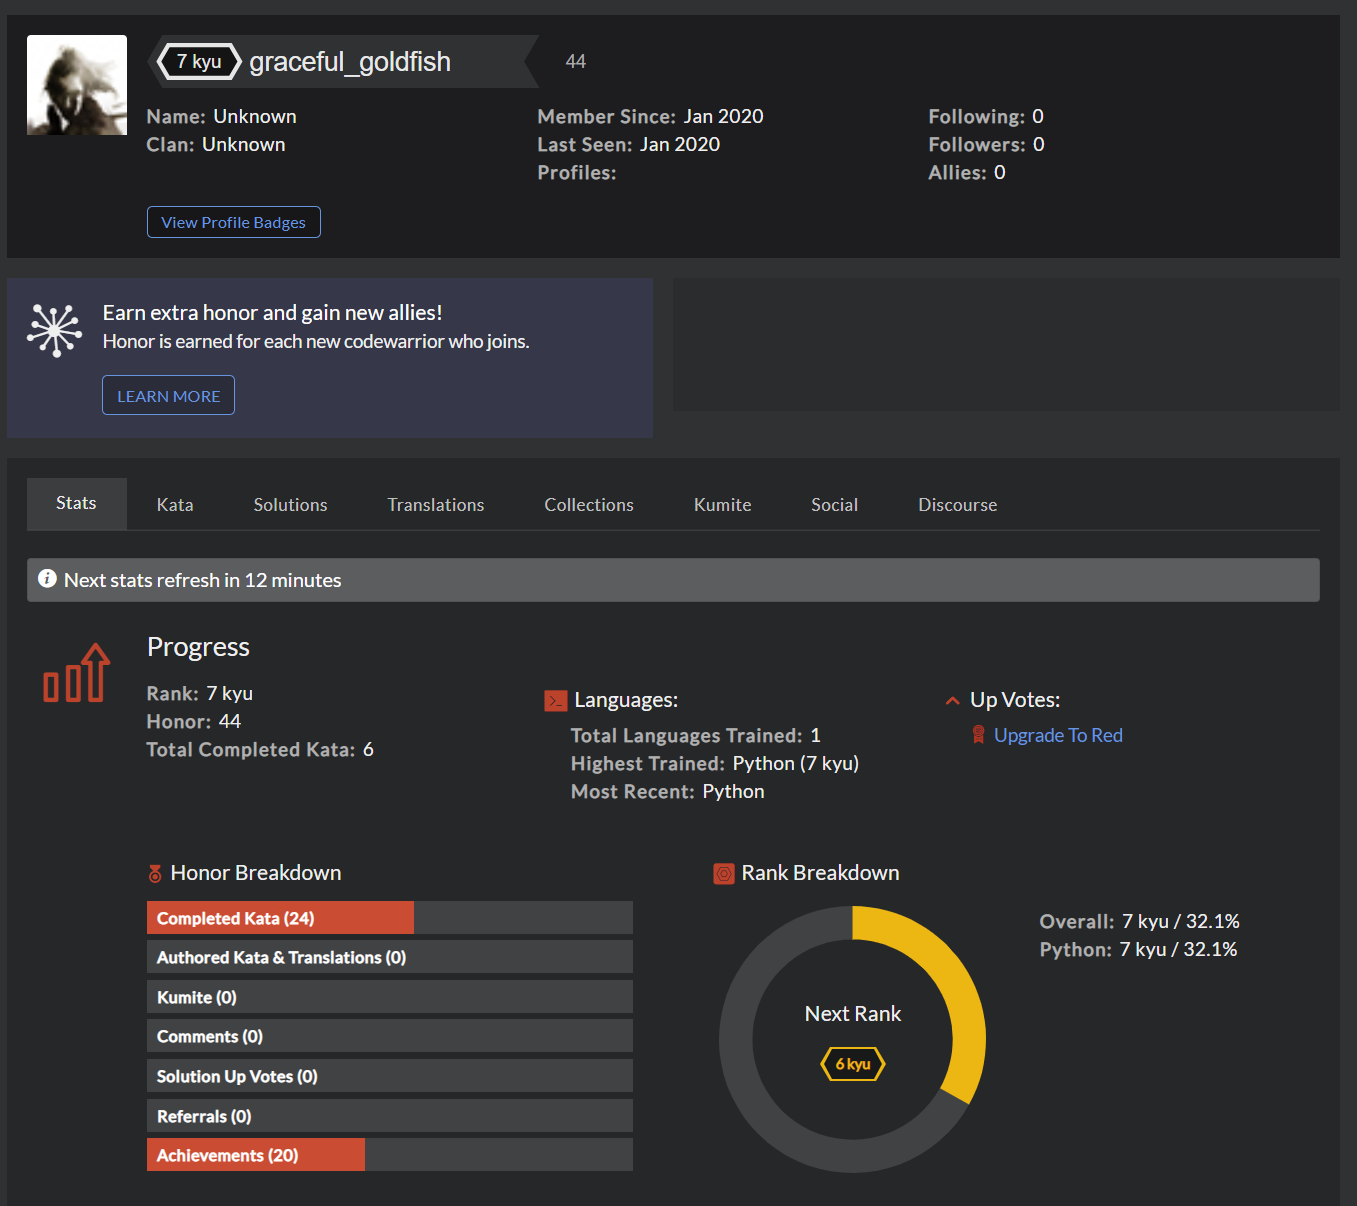 7 kyu graceful_goldfish 44
Name: Unknown
Clan: Unknown
Member Since: Jan 2020
Last Seen: Jan 2020
Profiles:
Following: 0
Followers: 0
Allies: 0
View Profile Badges
Earn extra honor and gain new allies!
Honor is earned for each new codewarrior who joins.
LEARN MORE
Stats Kata Solutions Translations Collections Kumite Social Discourse
Next stats refresh in 12 minutes
Progress
Rank: 7 kyu
Honor: 44
Total Completed Kata: 6
Languages:
Total Languages Trained: 1
Highest Trained: Python (7 kyu)
Most Recent: Python
Up Votes:
Upgrade To Red
Honor Breakdown
Completed Kata (24)
Authored Kata & Translations (0)
Kumite (0)
Comments (0)
Solution Up Votes (0)
Referrals (0)
Achievements (20)
Rank Breakdown
Next Rank
6 kyu
Overall: 7 kyu / 32.1%
Python: 7 kyu / 32.1%